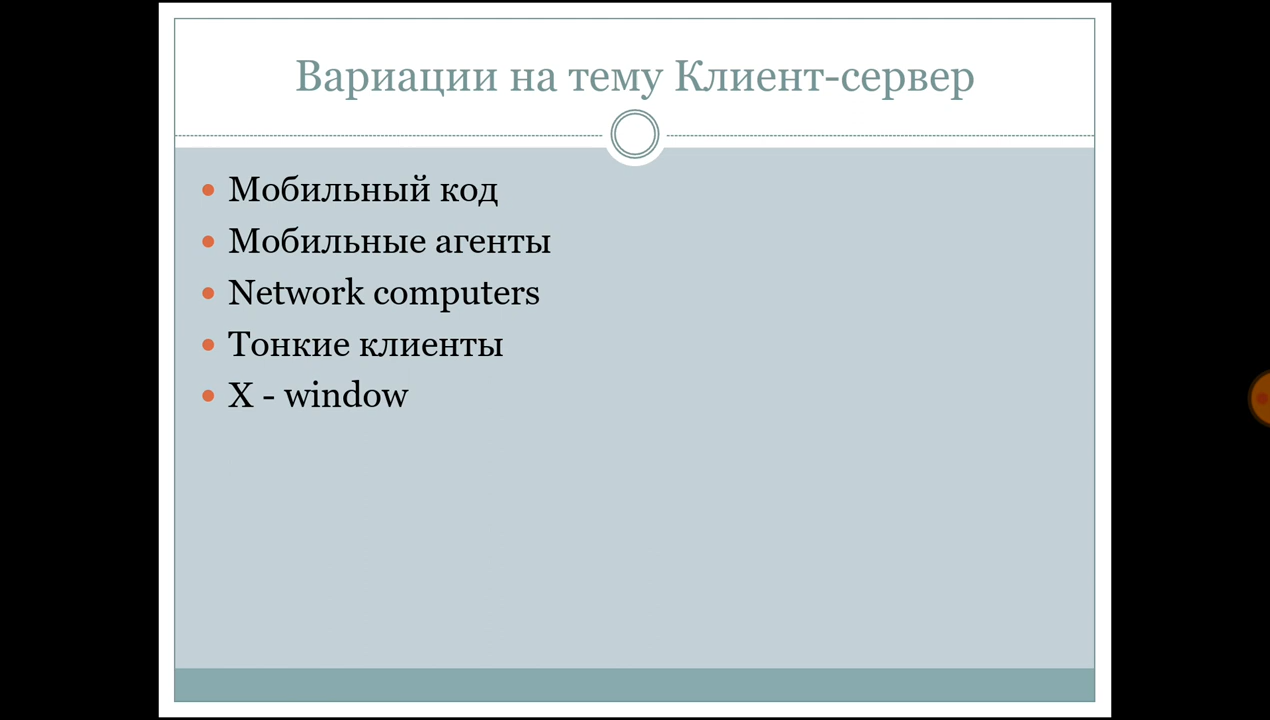 Вариации на тему Клиент-сервер
Мобильный код
Мобильные агенты
Network computers
Тонкие клиенты
X - window